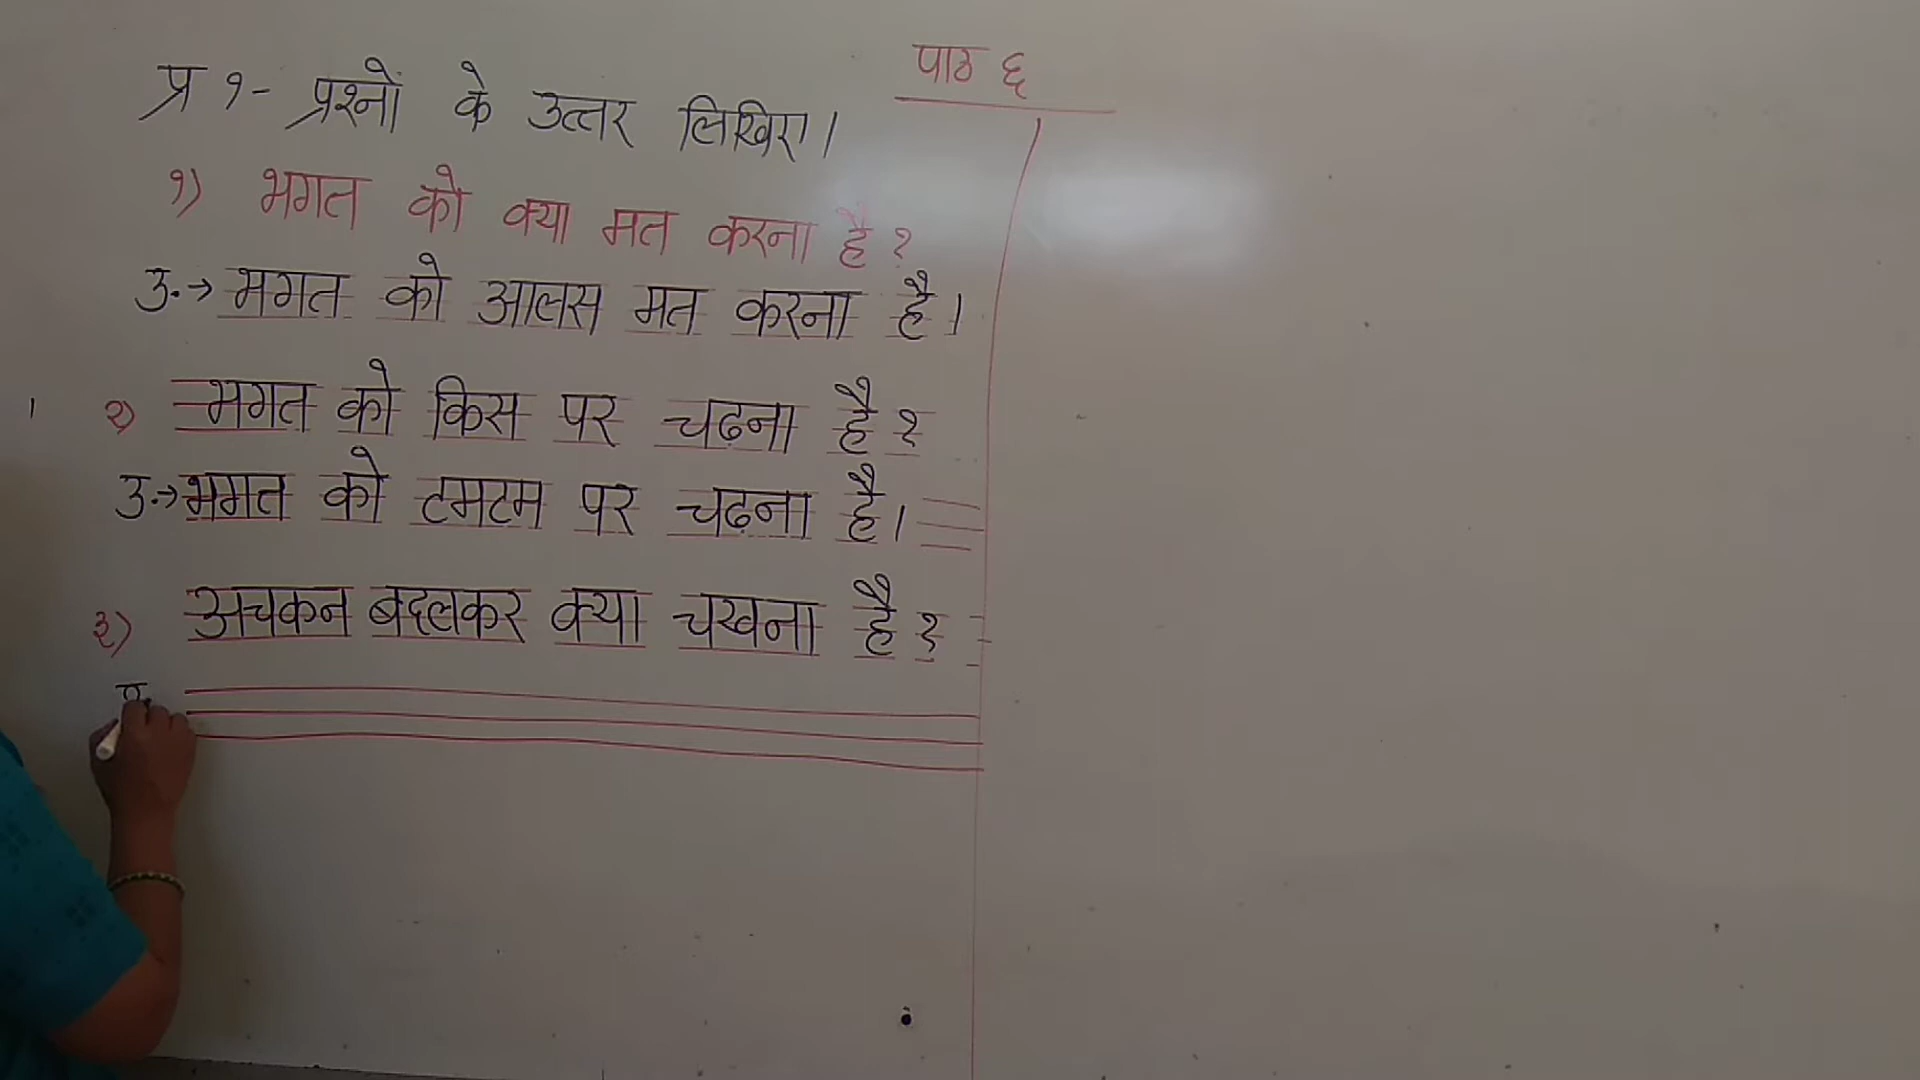 पाठ ६
प्र १- प्रश्नों के उत्तर लिखिए।
१) भगत को क्या मत करना है?
उ.→ भगत को आलस मत करना है।
२) भगत को किस पर चढ़ना है?
उ.→ भगत को टमटम पर चढ़ना है।
३) अचकन बदलकर क्या चखना है?